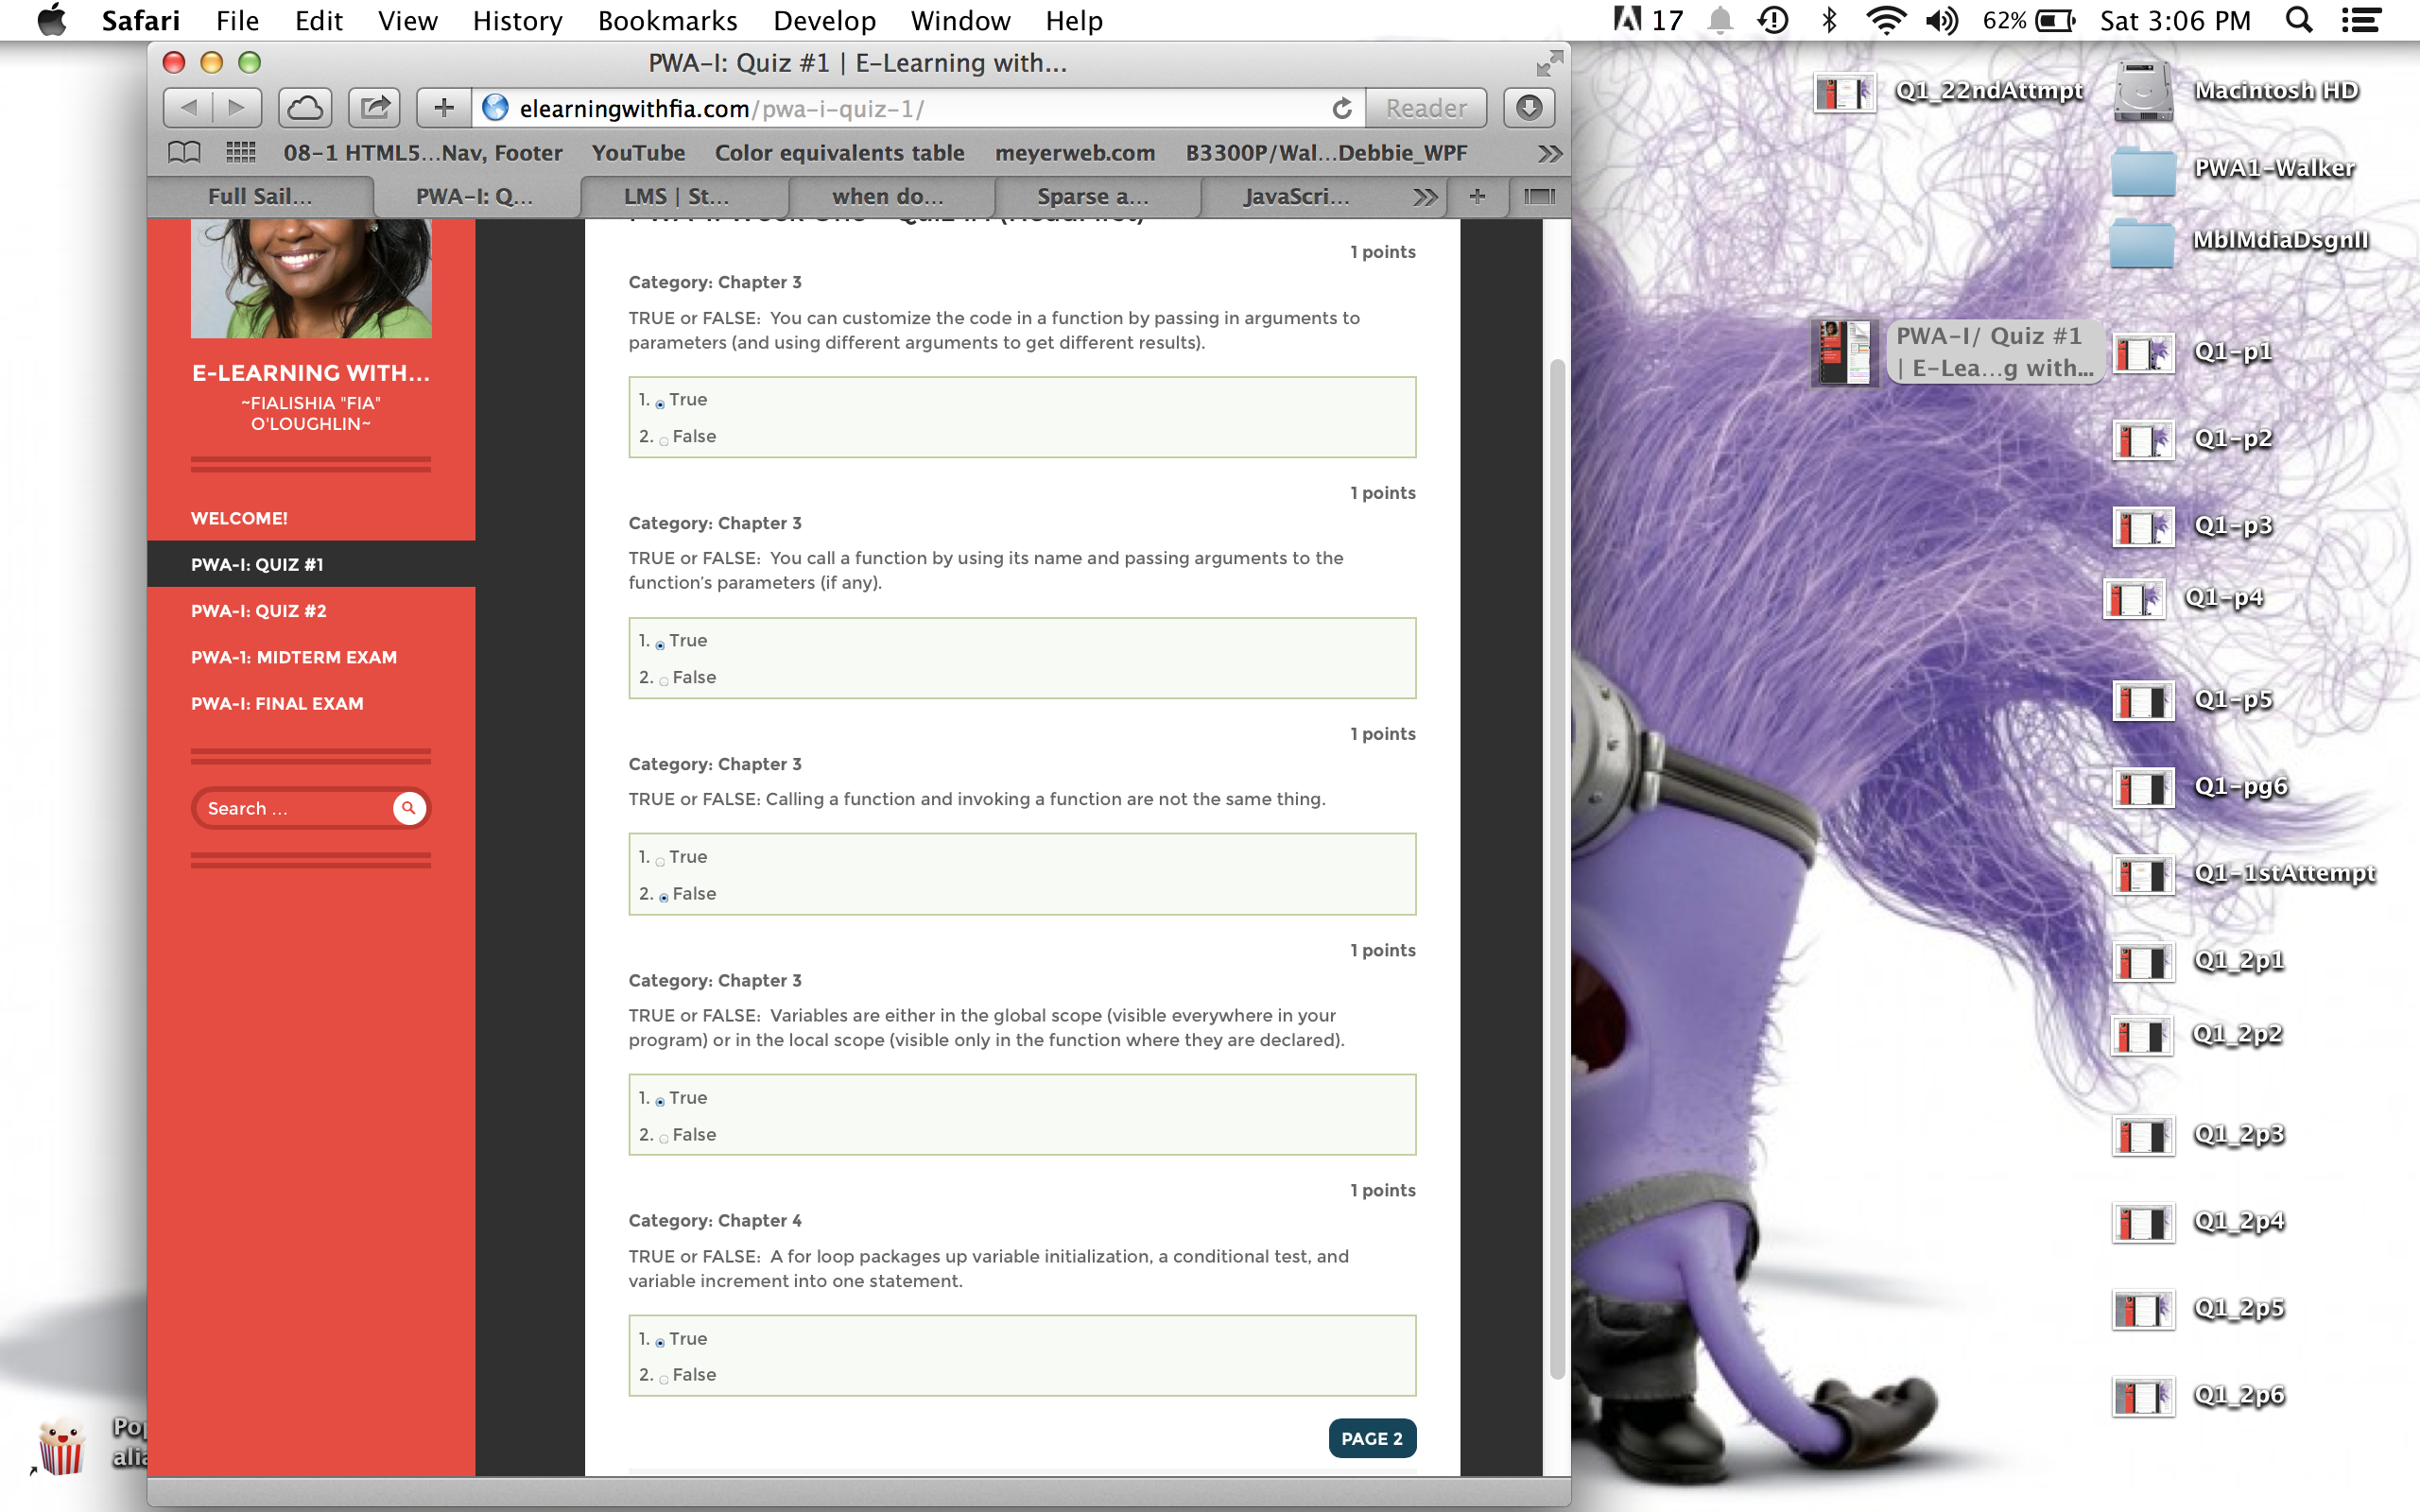 Safari File Edit View History Bookmarks Develop Window Help 17 62% Sat 3:06 PM
PWA-I: Quiz #1 | E-Learning with...
elearningwithfia.com/pwa-i-quiz-1/ Reader
08-1 HTML5...Nav, Footer YouTube Color equivalents table meyerweb.com B3300P/Wal...Debbie_WPF
Full Sail... PWA-I: Q... LMS | St... when do... Sparse a... JavaScri...
E-LEARNING WITH...
~FIALISHIA "FIA"
O'LOUGHLIN~
WELCOME!
PWA-I: QUIZ #1
PWA-I: QUIZ #2
PWA-1: MIDTERM EXAM
PWA-I: FINAL EXAM
Search ...
1 points
Category: Chapter 3
TRUE or FALSE: You can customize the code in a function by passing in arguments to
parameters (and using different arguments to get different results).
1. True
2. False
1 points
Category: Chapter 3
TRUE or FALSE: You call a function by using its name and passing arguments to the
function's parameters (if any).
1. True
2. False
1 points
Category: Chapter 3
TRUE or FALSE: Calling a function and invoking a function are not the same thing.
1. True
2. False
1 points
Category: Chapter 3
TRUE or FALSE: Variables are either in the global scope (visible everywhere in your
program) or in the local scope (visible only in the function where they are declared).
1. True
2. False
1 points
Category: Chapter 4
TRUE or FALSE: A for loop packages up variable initialization, a conditional test, and
variable increment into one statement.
1. True
2. False
PAGE 2
Q1_22ndAttmpt
Macintosh HD
PWA1-Walker
MblMdiaDsgnII
PWA-I/ Quiz #1
| E-Lea...g with...
Q1-p1
Q1-p2
Q1-p3
Q1-p4
Q1-p5
Q1-pg6
Q1-1stAttempt
Q1_2p1
Q1_2p2
Q1_2p3
Q1_2p4
Q1_2p5
Q1_2p6